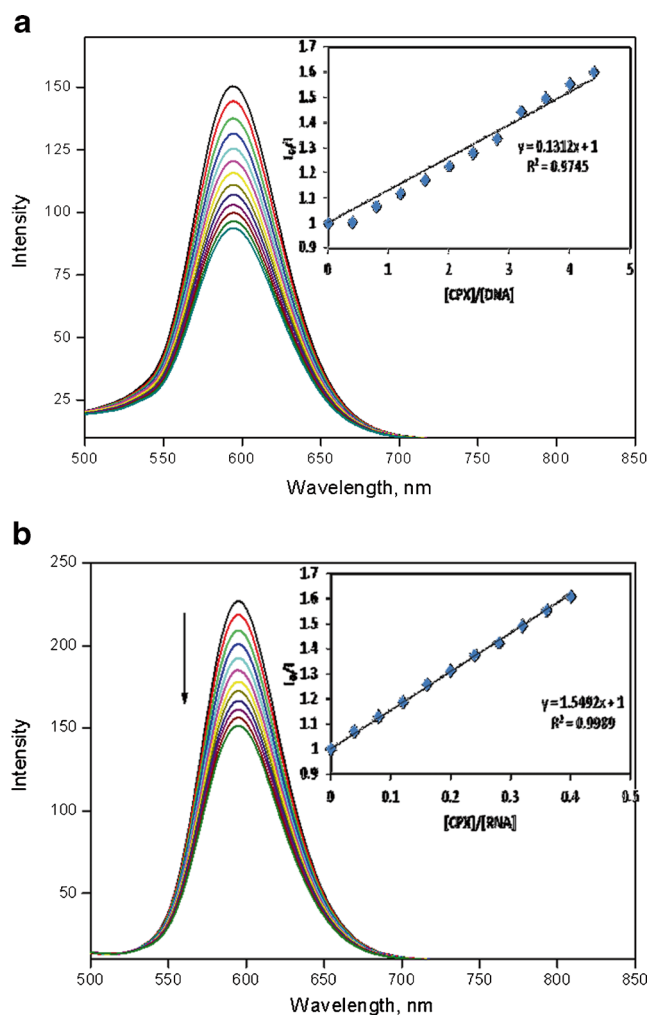 a
150
125
100
75
50
25
Intensity
500 550 600 650 700 750 800 850
Wavelength, nm
1.7
1.6
1.5
1.4
1.3
1.2
1.1
1
0.9
I₀/I
y = 0.1312x + 1
R² = 0.9745
0 1 2 3 4 5
[CPX]/[DNA]
b
250
200
150
100
50
Intensity
500 550 600 650 700 750 800 850
Wavelength, nm
1.7
1.6
1.5
1.4
1.3
1.2
1.1
1
0.9
I₀/I
y = 1.5492x + 1
R² = 0.9989
0 0.1 0.2 0.3 0.4 0.5
[CPX]/[RNA]